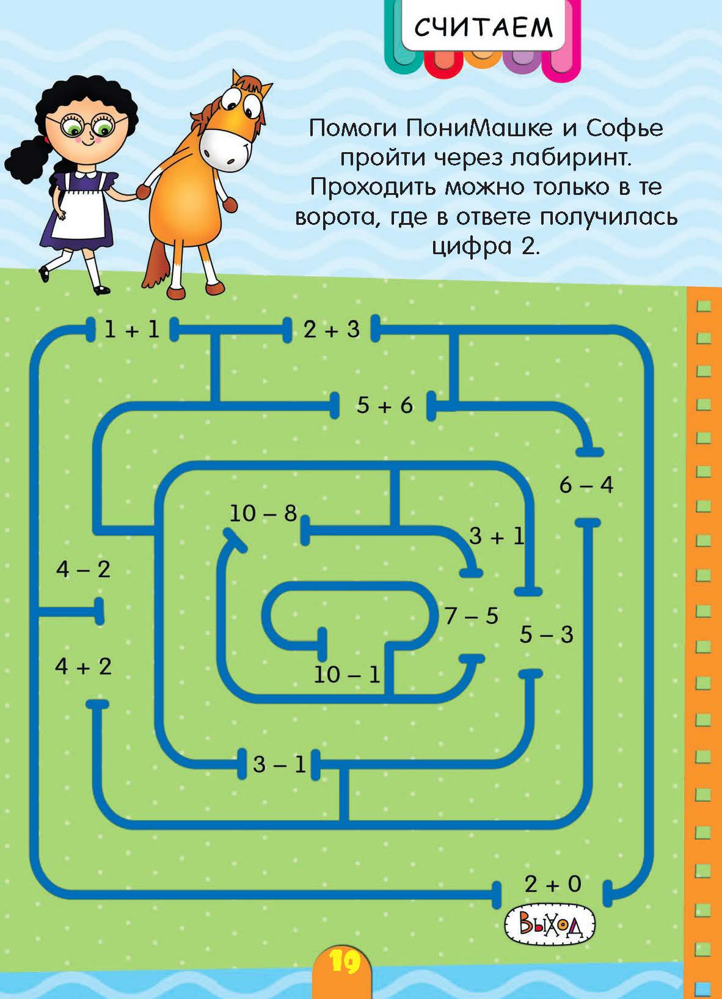 СЧИТАЕМ
Помоги ПониМашке и Софье
пройти через лабиринт.
Проходить можно только в те
ворота, где в ответе получилась
цифра 2.
1 + 1
2 + 3
5 + 6
6 – 4
10 – 8
3 + 1
4 – 2
7 – 5
5 – 3
4 + 2
10 – 1
3 – 1
2 + 0
Выход
19